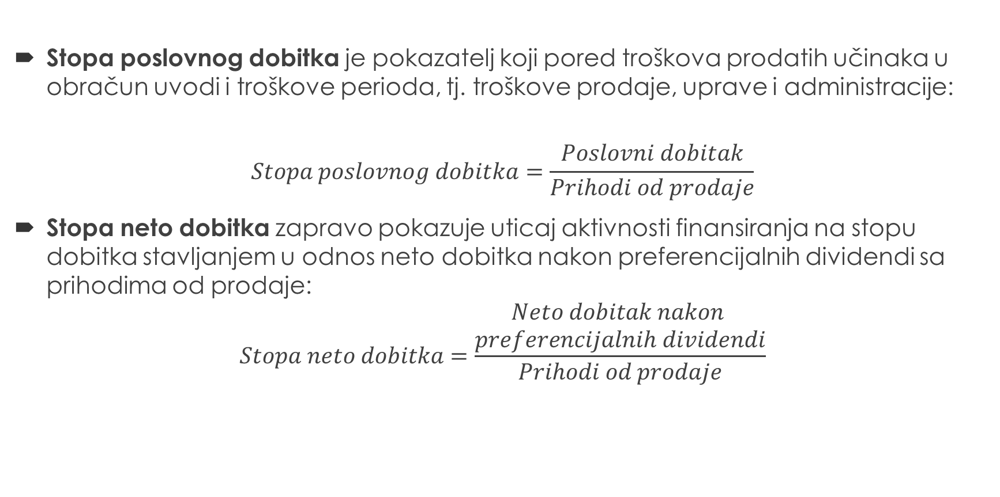 Stopa poslovnog dobitka je pokazatelj koji pored troškova prodatih učinaka u
obračun uvodi i troškove perioda, tj. troškove prodaje, uprave i administracije:
Poslovni dobitak
Stopa poslovnog dobitka =
Prihodi od prodaje
Stopa neto dobitka zapravo pokazuje uticaj aktivnosti finansiranja na stopu
dobitka stavljanjem u odnos neto dobitka nakon preferencijalnih dividendi sa
prihodima od prodaje:
Neto dobitak nakon
preferencijalnih dividendi
Stopa neto dobitka =
Prihodi od prodaje